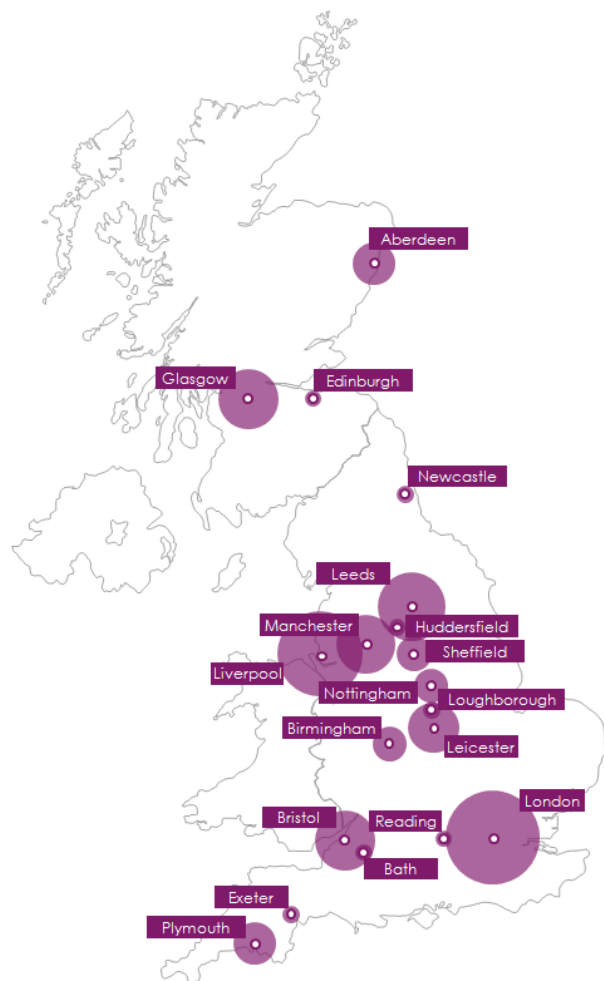 Aberdeen
Glasgow
Edinburgh
Newcastle
Leeds
Manchester
Huddersfield
Sheffield
Liverpool
Nottingham
Loughborough
Birmingham
Leicester
London
Bristol
Reading
Bath
Exeter
Plymouth